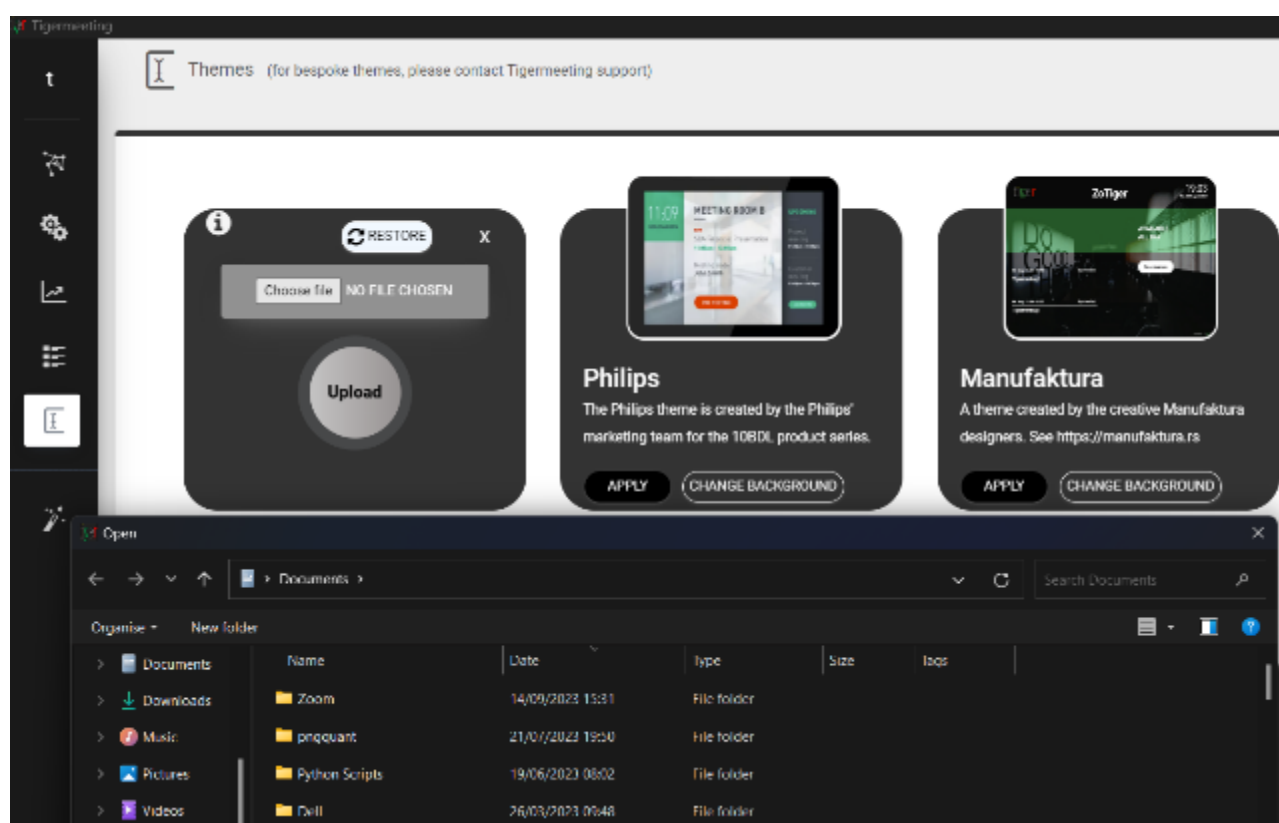 Tigermeeting
t
Themes (for bespoke themes, please contact Tigermeeting support)
RESTORE X
Choose file NO FILE CHOSEN
Upload
11:09 MEETING ROOM B
Tiger ZoTiger 19:23
Do
Good
Philips
The Philips theme is created by the Philips'
marketing team for the 10BDL product series.
APPLY CHANGE BACKGROUND
Manufaktura
A theme created by the creative Manufaktura
designers. See https://manufaktura.rs
APPLY CHANGE BACKGROUND
Open
Documents
Search Documents
Organise New folder
Name Date Type Size Tags
Documents
Downloads
Music
Pictures
Videos
Zoom 14/09/2023 15:31 File folder
pngquant 21/07/2023 19:50 File folder
Python Scripts 19/06/2023 08:02 File folder
Dell 26/03/2023 09:48 File folder